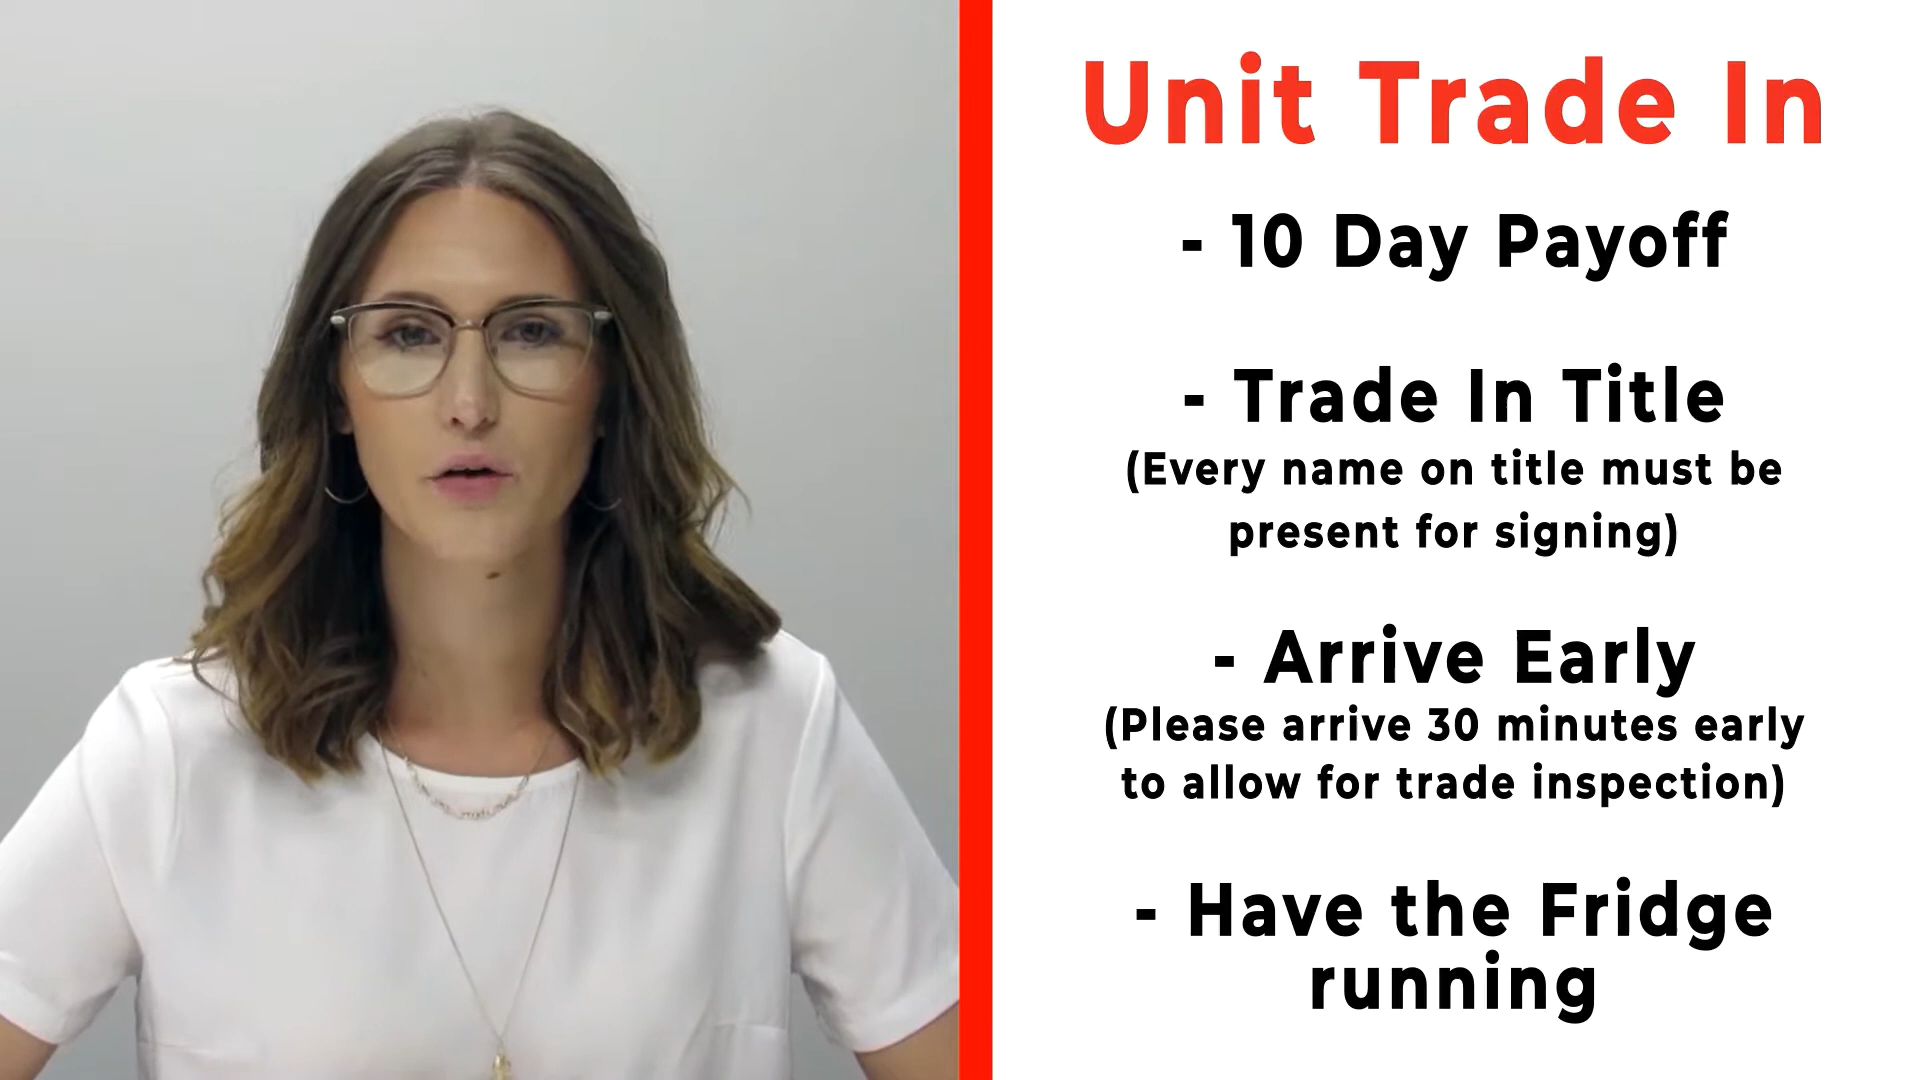 Unit Trade In
- 10 Day Payoff
- Trade In Title
(Every name on title must be
present for signing)
- Arrive Early
(Please arrive 30 minutes early
to allow for trade inspection)
- Have the Fridge
running